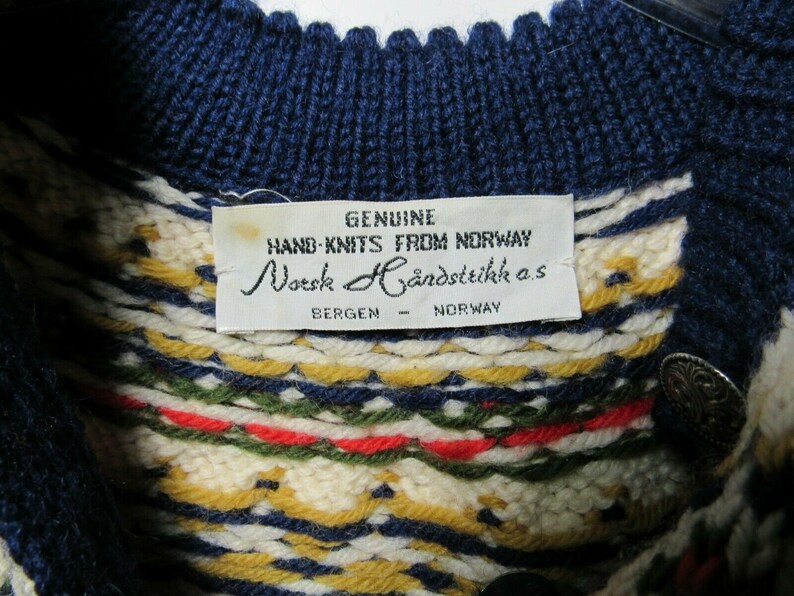 GENUINE
HAND-KNITS FROM NORWAY
Norsk Håndstrikk a.s
BERGEN - NORWAY